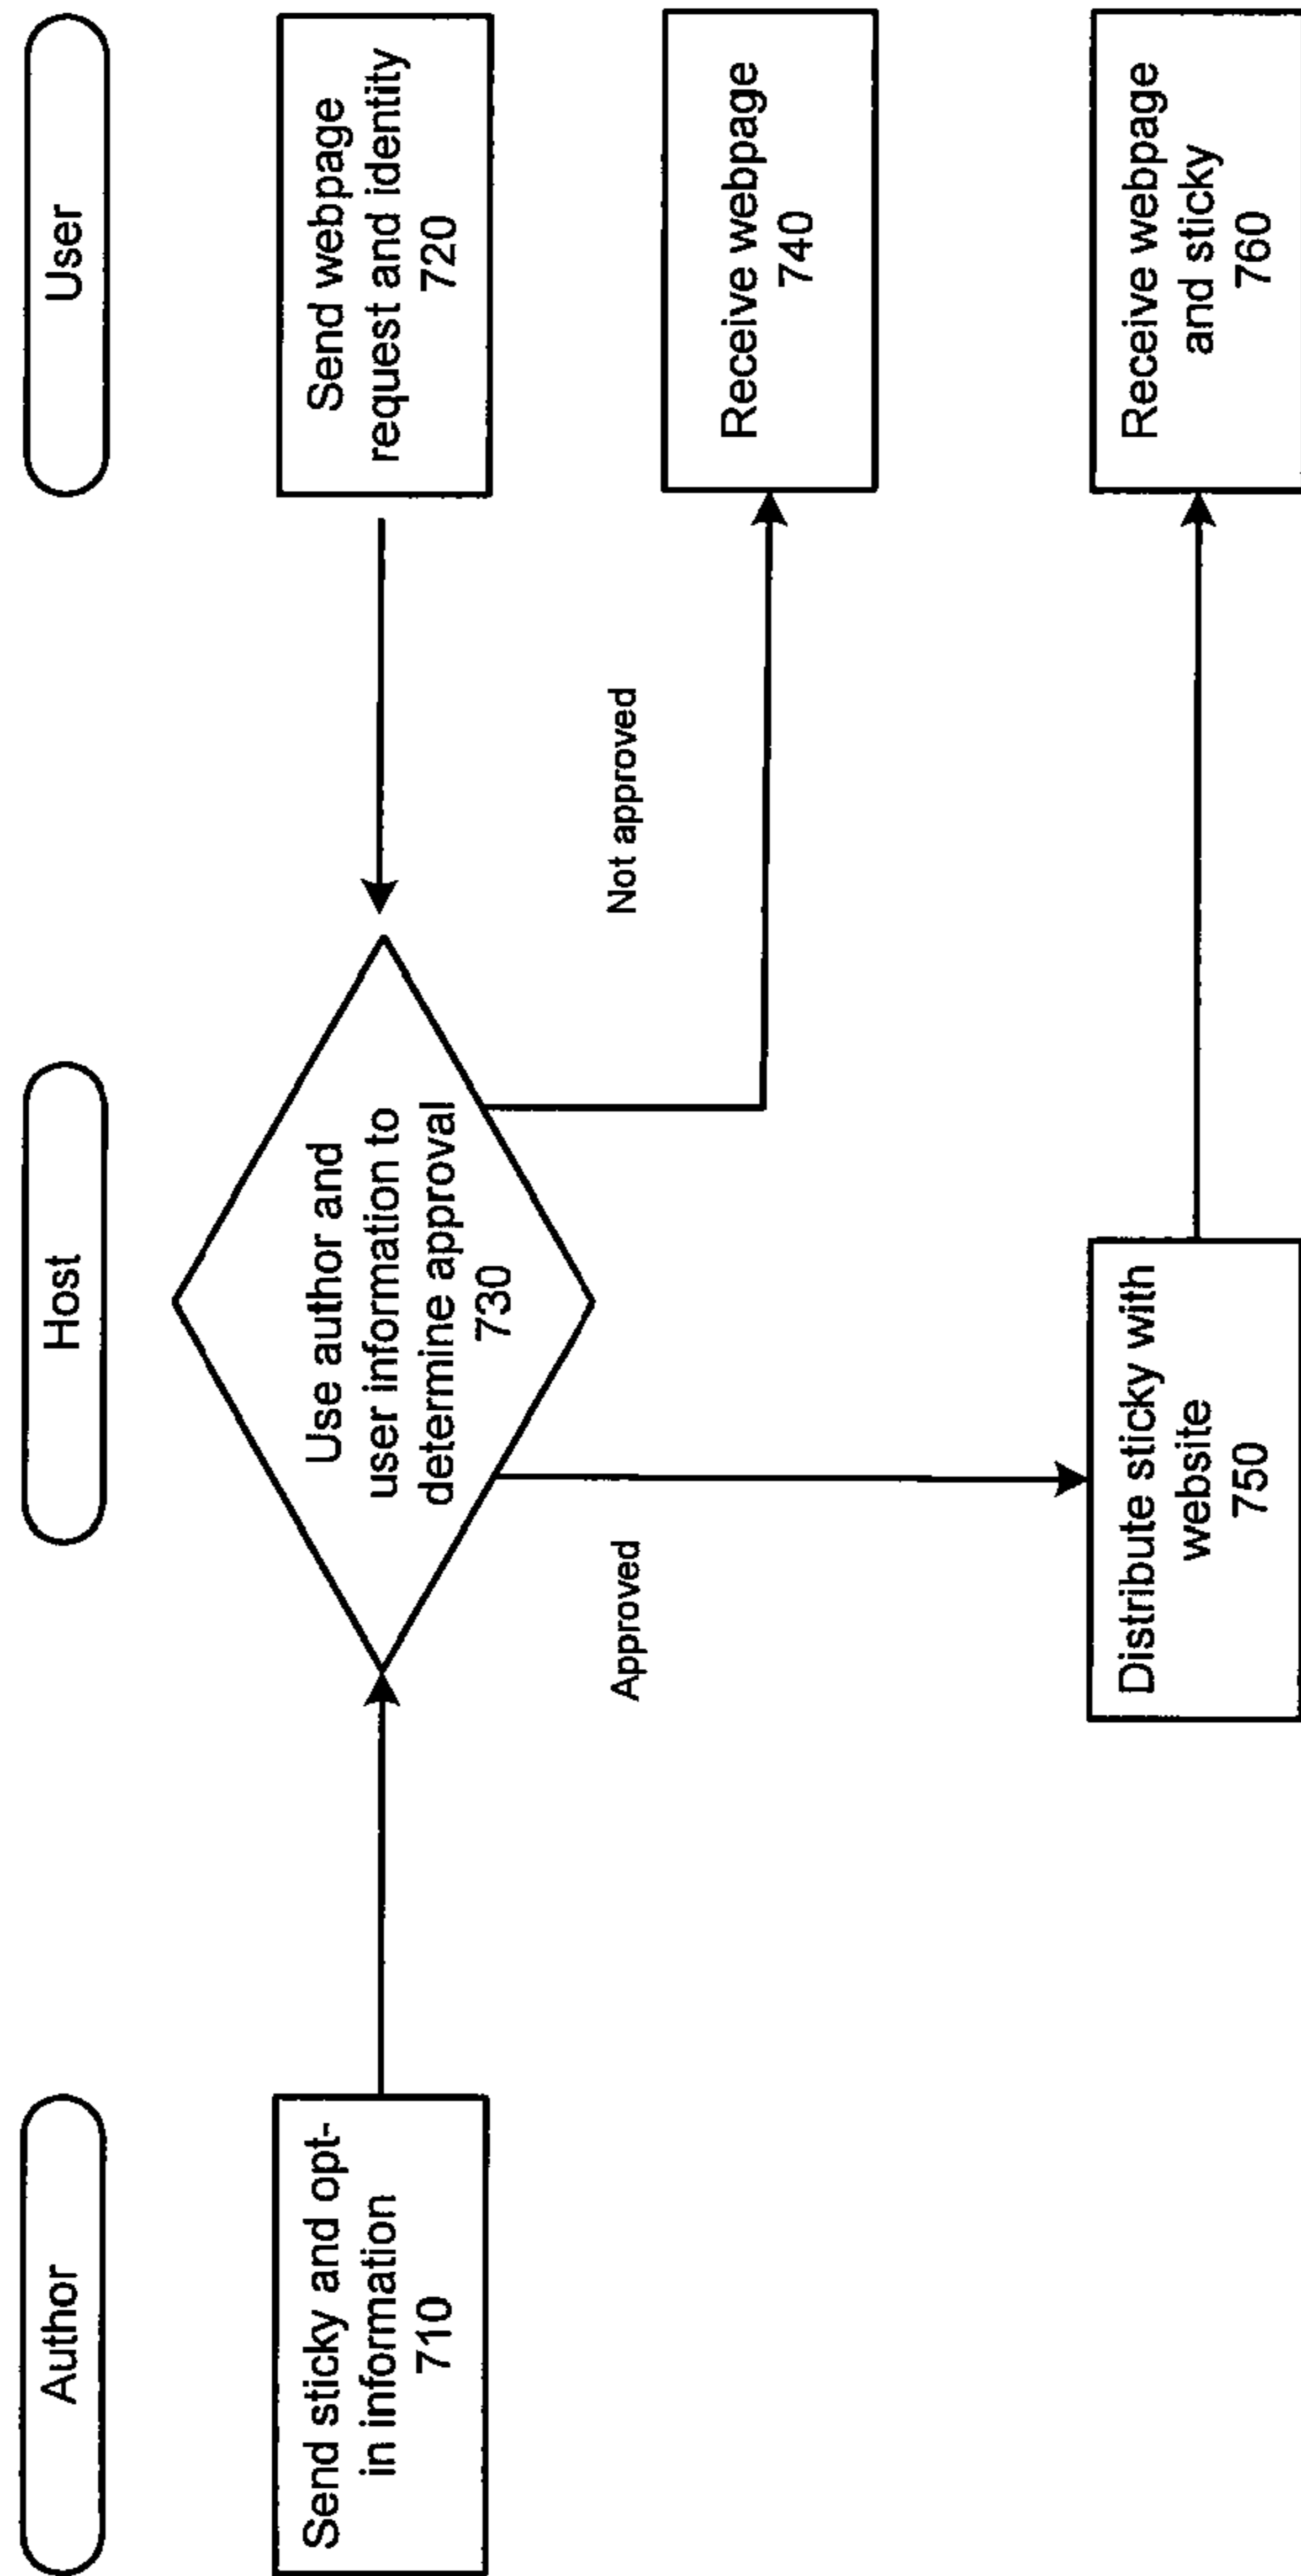 Author
Host
User
Send sticky and opt-
in information
710
Use author and
user information to
determine approval
730
Send webpage
request and identity
720
Not approved
Receive webpage
740
Approved
Distribute sticky with
website
750
Receive webpage
and sticky
760